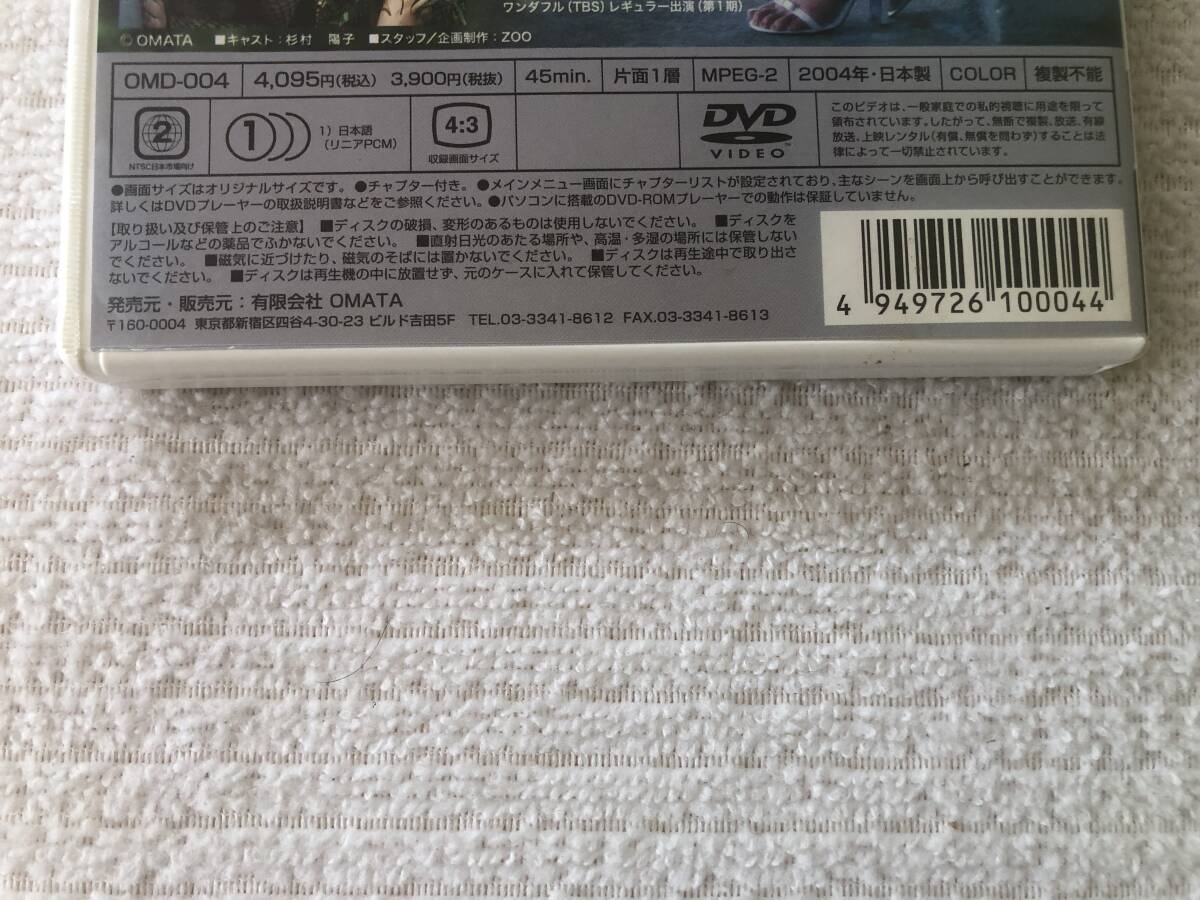 ワンダフル(TBS)レギュラー出演(第1期)
© OMATA ■キャスト:杉村 陽子 ■スタッフ/企画制作:ZOO
OMD-004 4,095円(税込) 3,900円(税抜) 45min. 片面1層 MPEG-2 2004年・日本製 COLOR 複製不能
2
NTSC日本市場向け
1
1)日本語
(リニアPCM)
4:3
収録画面サイズ
DVD
VIDEO
このビデオは、一般家庭での私的視聴に用途を限って
領布されています。したがって、無断で複製、放送、有線
放送、上映レンタル(有償、無償を問わず)することは法
律によって一切禁止されています。
●画面サイズはオリジナルサイズです。 ●チャプター付き。 ●メインメニュー画面にチャプターリストが設定されており、主なシーンを画面上から呼び出すことができます。
詳しくはDVDプレーヤーの取扱説明書などをご参照ください。●パソコンに搭載のDVD-ROMプレーヤーでの動作は保証していません。
【取り扱い及び保管上のご注意】 ■ディスクの破損、変形のあるものは使用しないでください。 ■ディスクを
アルコールなどの薬品でふかないでください。 ■直射日光のあたる場所や、高温・多湿の場所には保管しない
でください。 ■磁気に近づけたり、磁気のそばには置かないでください。 ■ディスクは再生途中で取り出さ
ないでください。 ■ディスクは再生機の中に放置せず、元のケースに入れて保管してください。
発売元・販売元:有限会社 OMATA
〒160-0004 東京都新宿区四谷4-30-23 ビルド吉田5F TEL.03-3341-8612 FAX.03-3341-8613
4 949726 100044